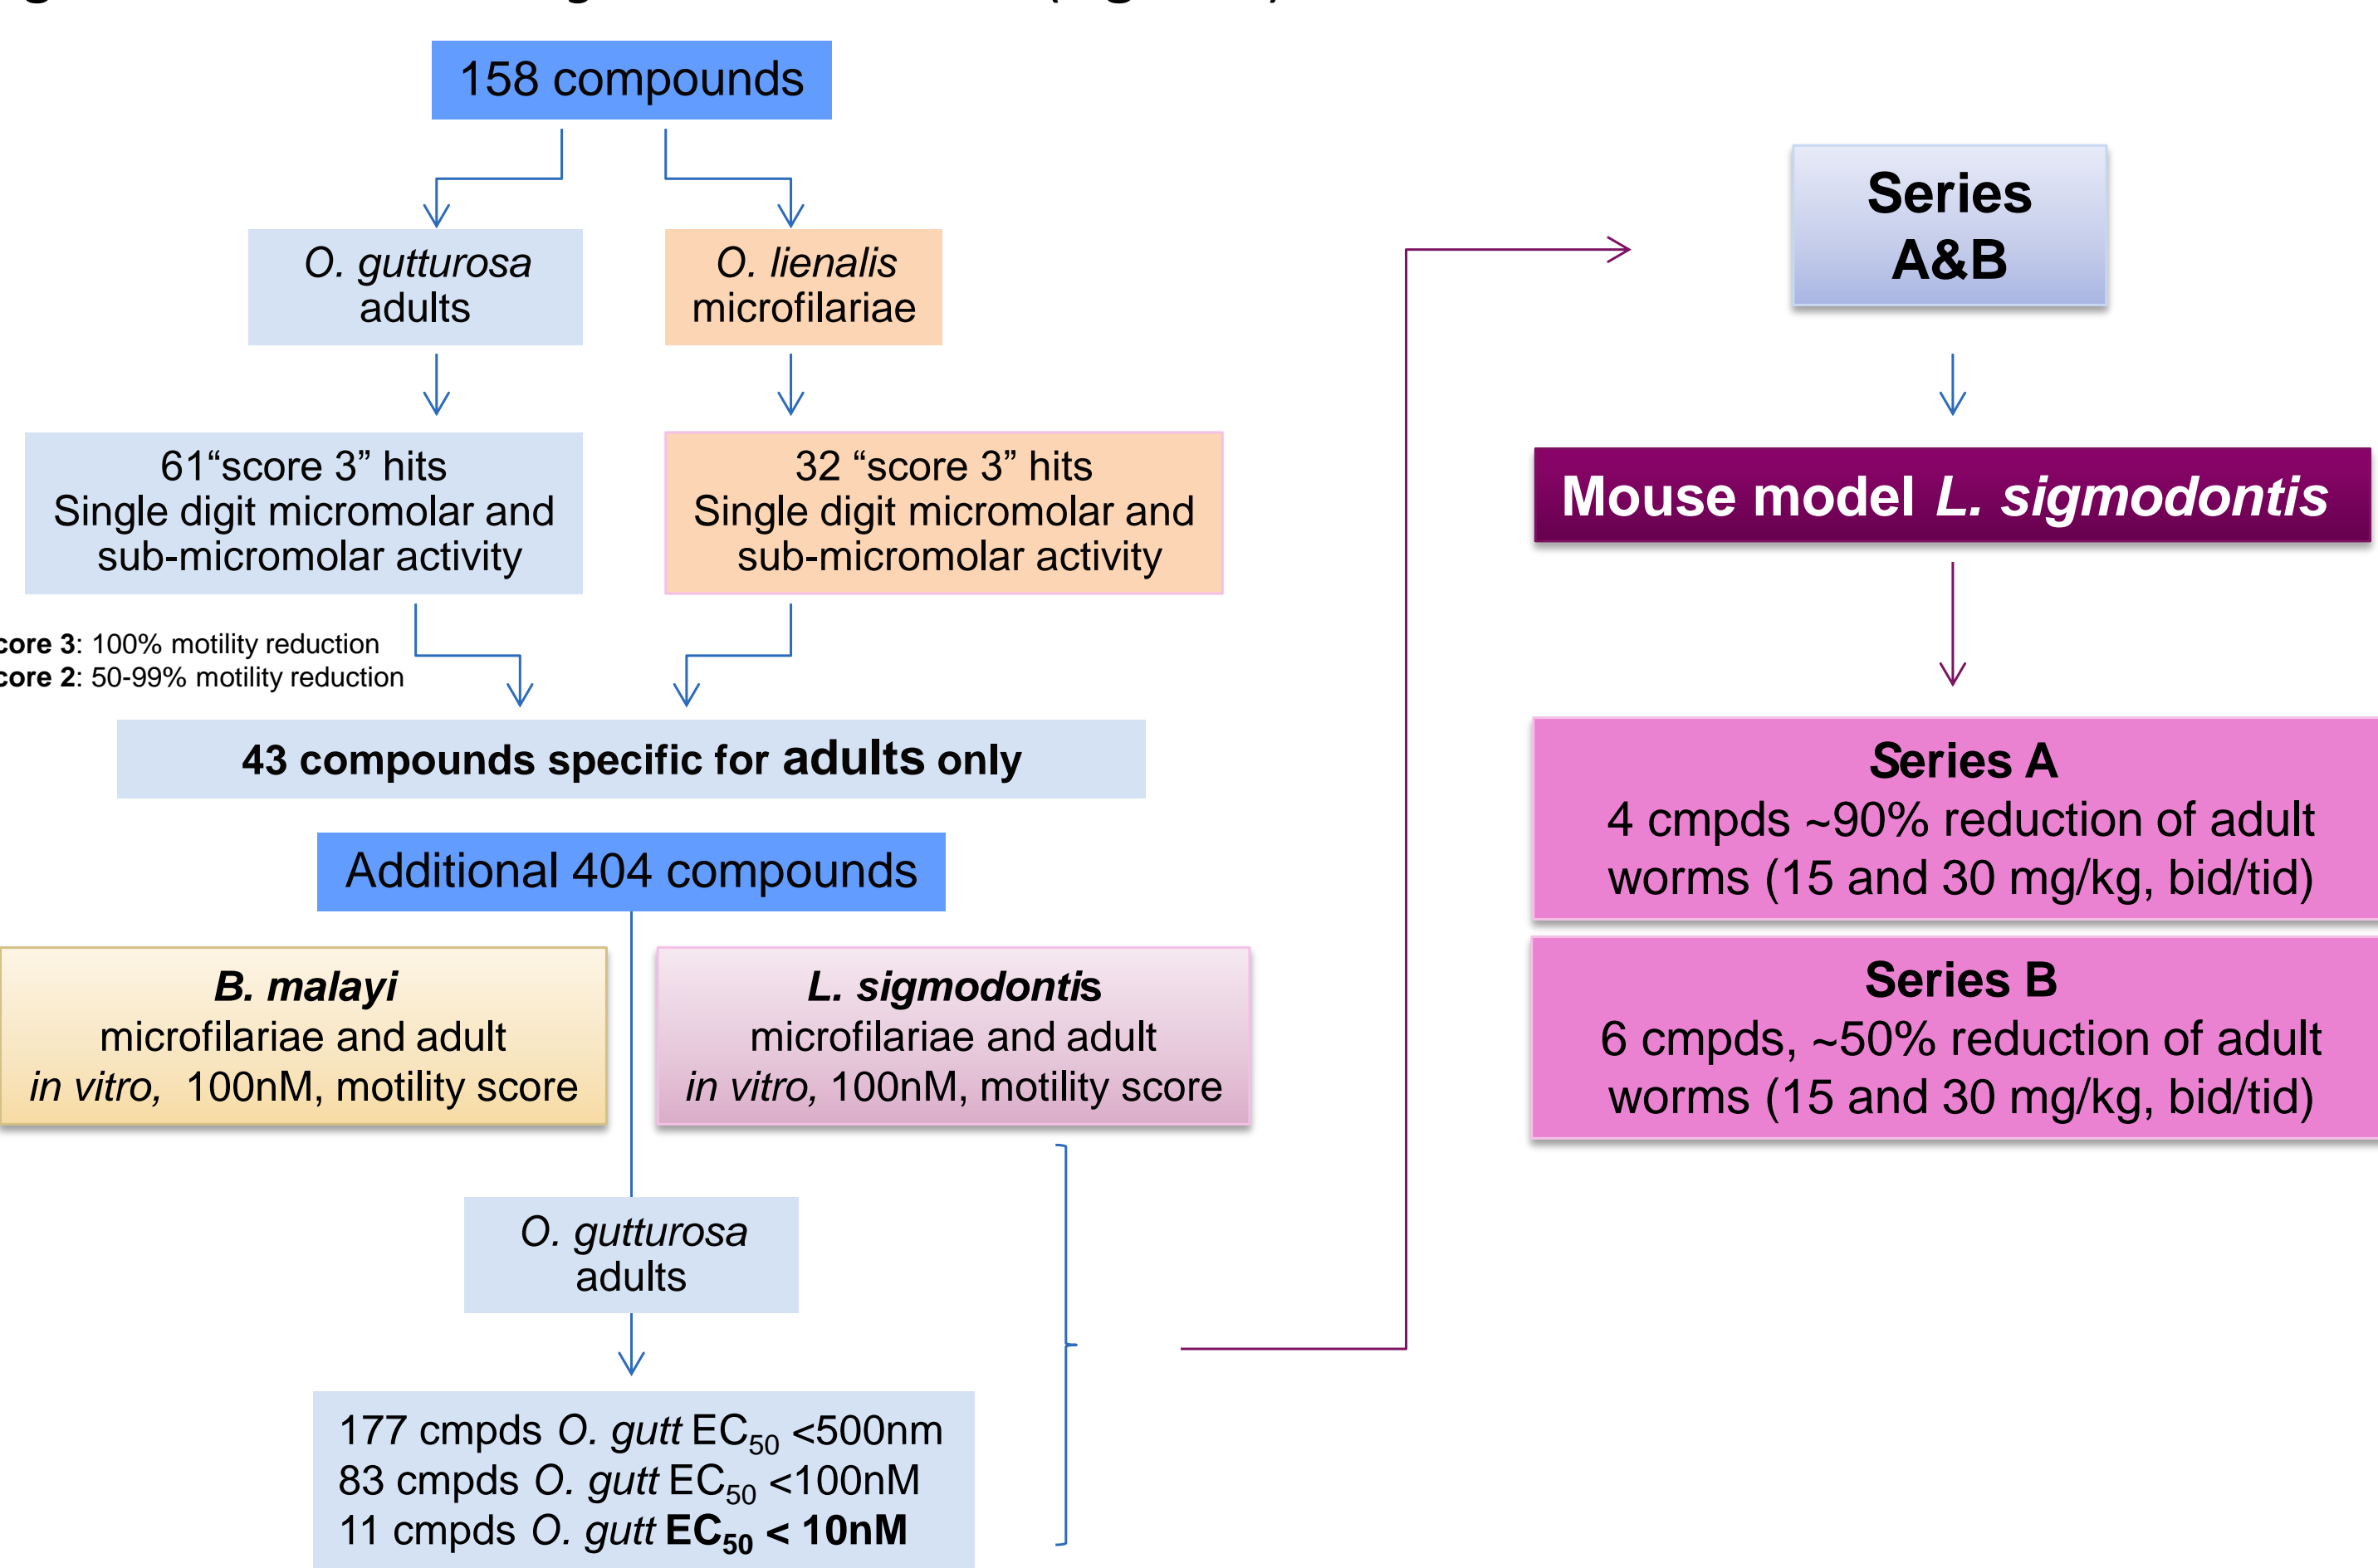 158 compounds
O. gutturosa
adults
O. lienalis
microfilariae
61“score 3” hits
Single digit micromolar and
sub-micromolar activity
32 “score 3” hits
Single digit micromolar and
sub-micromolar activity
core 3: 100% motility reduction
core 2: 50-99% motility reduction
43 compounds specific for adults only
Additional 404 compounds
B. malayi
microfilariae and adult
in vitro, 100nM, motility score
L. sigmodontis
microfilariae and adult
in vitro, 100nM, motility score
O. gutturosa
adults
177 cmpds O. gutt EC50 <500nm
83 cmpds O. gutt EC50 <100nM
11 cmpds O. gutt EC50 < 10nM
Series
A&B
Mouse model L. sigmodontis
Series A
4 cmpds ~90% reduction of adult
worms (15 and 30 mg/kg, bid/tid)
Series B
6 cmpds, ~50% reduction of adult
worms (15 and 30 mg/kg, bid/tid)